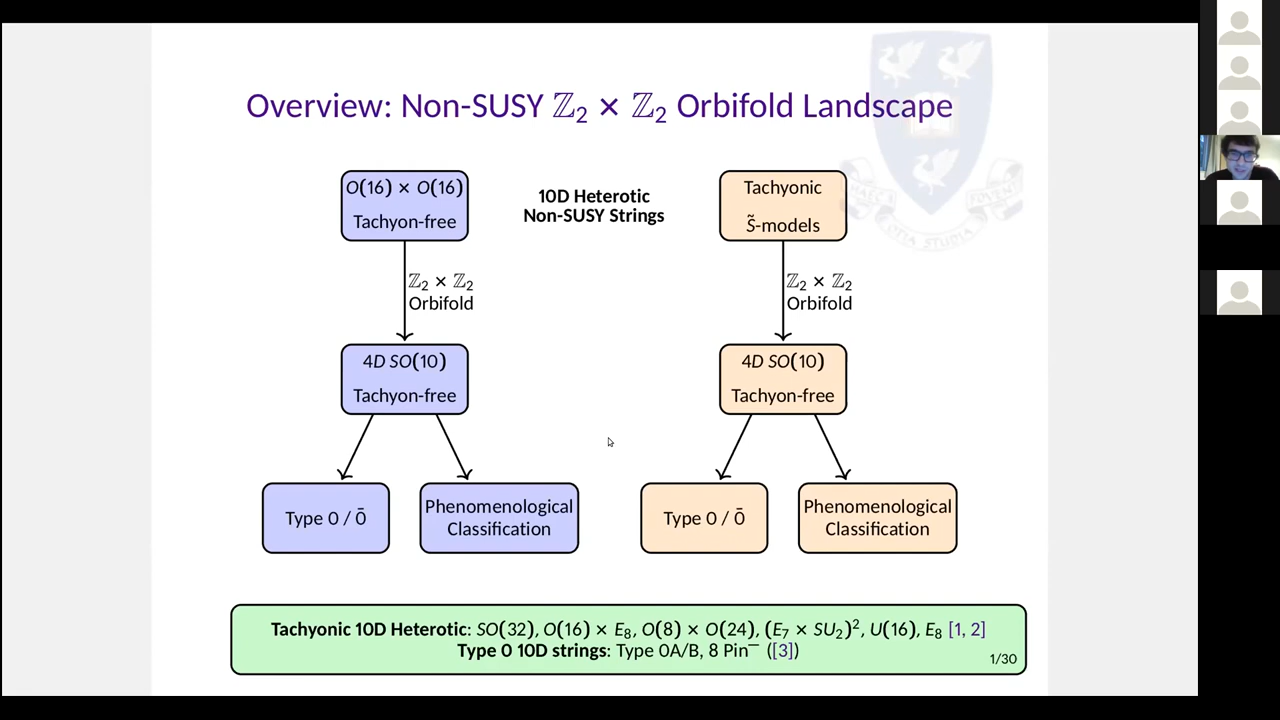 Overview: Non-SUSY ℤ₂ × ℤ₂ Orbifold Landscape
O(16) × O(16)
Tachyon-free
10D Heterotic
Non-SUSY Strings
Tachyonic
S̃-models
ℤ₂ × ℤ₂
Orbifold
ℤ₂ × ℤ₂
Orbifold
4D SO(10)
Tachyon-free
4D SO(10)
Tachyon-free
Type 0 / 0̄
Phenomenological
Classification
Type 0 / 0̄
Phenomenological
Classification
Tachyonic 10D Heterotic: SO(32), O(16) × E₈, O(8) × O(24), (E₇ × SU₂)², U(16), E₈ [1, 2]
Type 0 10D strings: Type 0A/B, 8 Pin⁻ ([3])
1/30